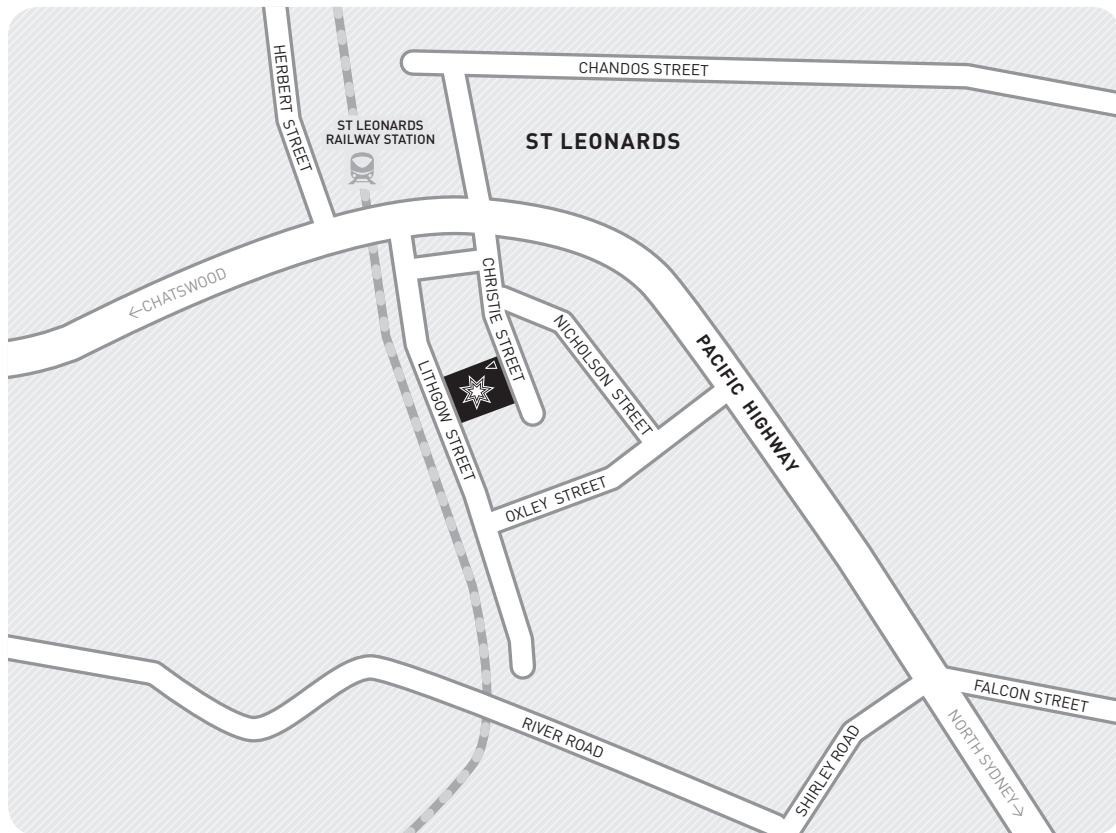 HERBERT STREET
CHANDOS STREET
ST LEONARDS
RAILWAY STATION
ST LEONARDS
←CHATSWOOD
CHRISTIE STREET
NICHOLSON STREET
PACIFIC HIGHWAY
LITHGOW STREET
OXLEY STREET
FALCON STREET
NORTH SYDNEY→
RIVER ROAD
SHIRLEY ROAD